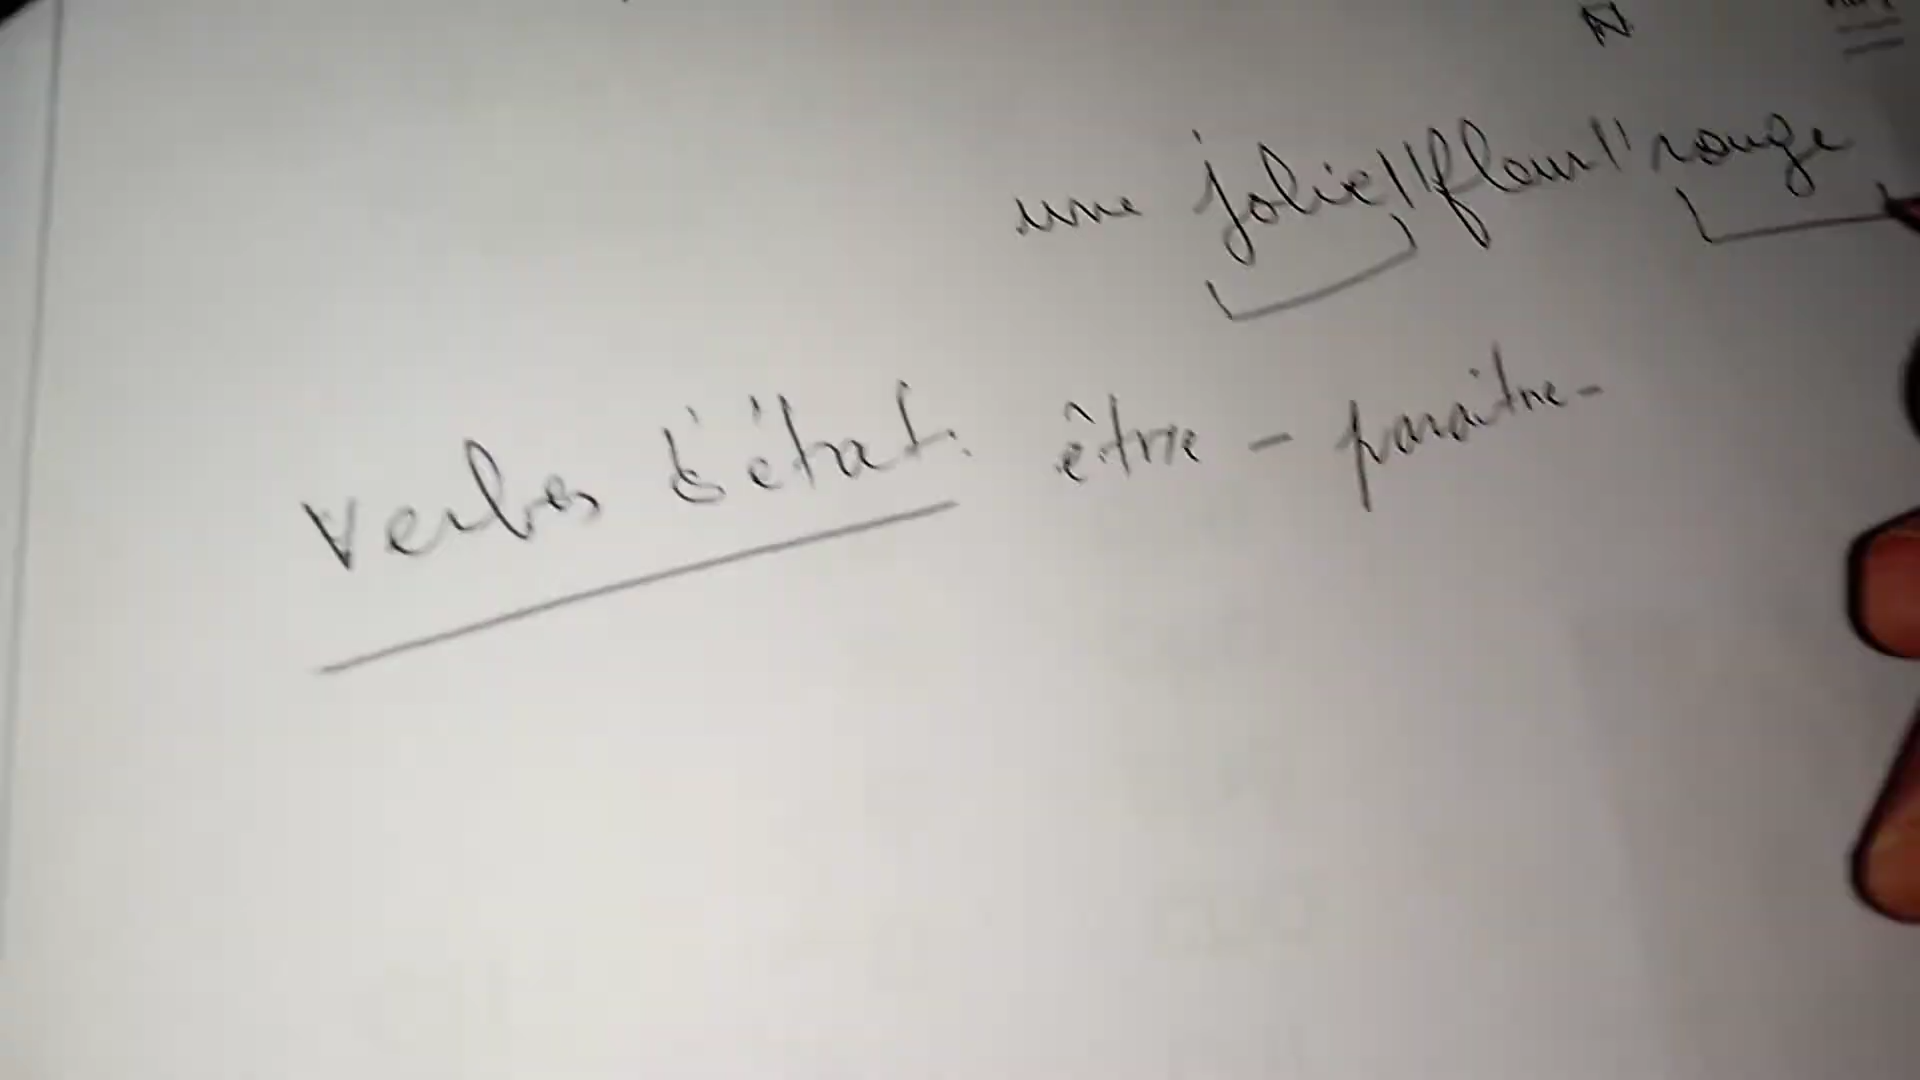 N
une jolie//fleur//rouge
Verbes d'état: être - paraître -